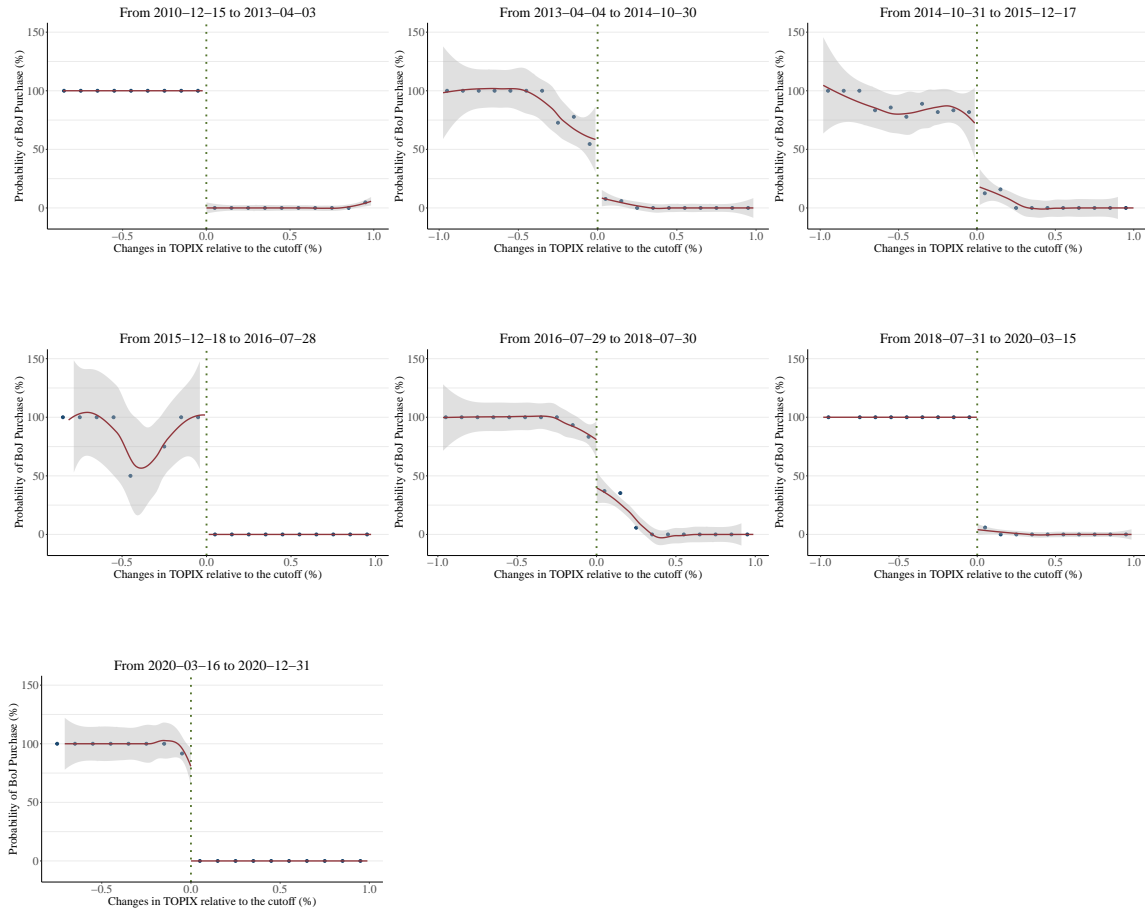 From 2010−12−15 to 2013−04−03
Probability of BoJ Purchase (%)
150
100
50
0
−0.5
0.0
0.5
1.0
Changes in TOPIX relative to the cutoff (%)
From 2013−04−04 to 2014−10−30
Probability of BoJ Purchase (%)
150
100
50
0
−1.0
−0.5
0.0
0.5
1.0
Changes in TOPIX relative to the cutoff (%)
From 2014−10−31 to 2015−12−17
Probability of BoJ Purchase (%)
150
100
50
0
−1.0
−0.5
0.0
0.5
1.0
Changes in TOPIX relative to the cutoff (%)
From 2015−12−18 to 2016−07−28
Probability of BoJ Purchase (%)
150
100
50
0
−0.5
0.0
0.5
1.0
Changes in TOPIX relative to the cutoff (%)
From 2016−07−29 to 2018−07−30
Probability of BoJ Purchase (%)
150
100
50
0
−1.0
−0.5
0.0
0.5
1.0
Changes in TOPIX relative to the cutoff (%)
From 2018−07−31 to 2020−03−15
Probability of BoJ Purchase (%)
150
100
50
0
−1.0
−0.5
0.0
0.5
1.0
Changes in TOPIX relative to the cutoff (%)
From 2020−03−16 to 2020−12−31
Probability of BoJ Purchase (%)
150
100
50
0
−0.5
0.0
0.5
1.0
Changes in TOPIX relative to the cutoff (%)